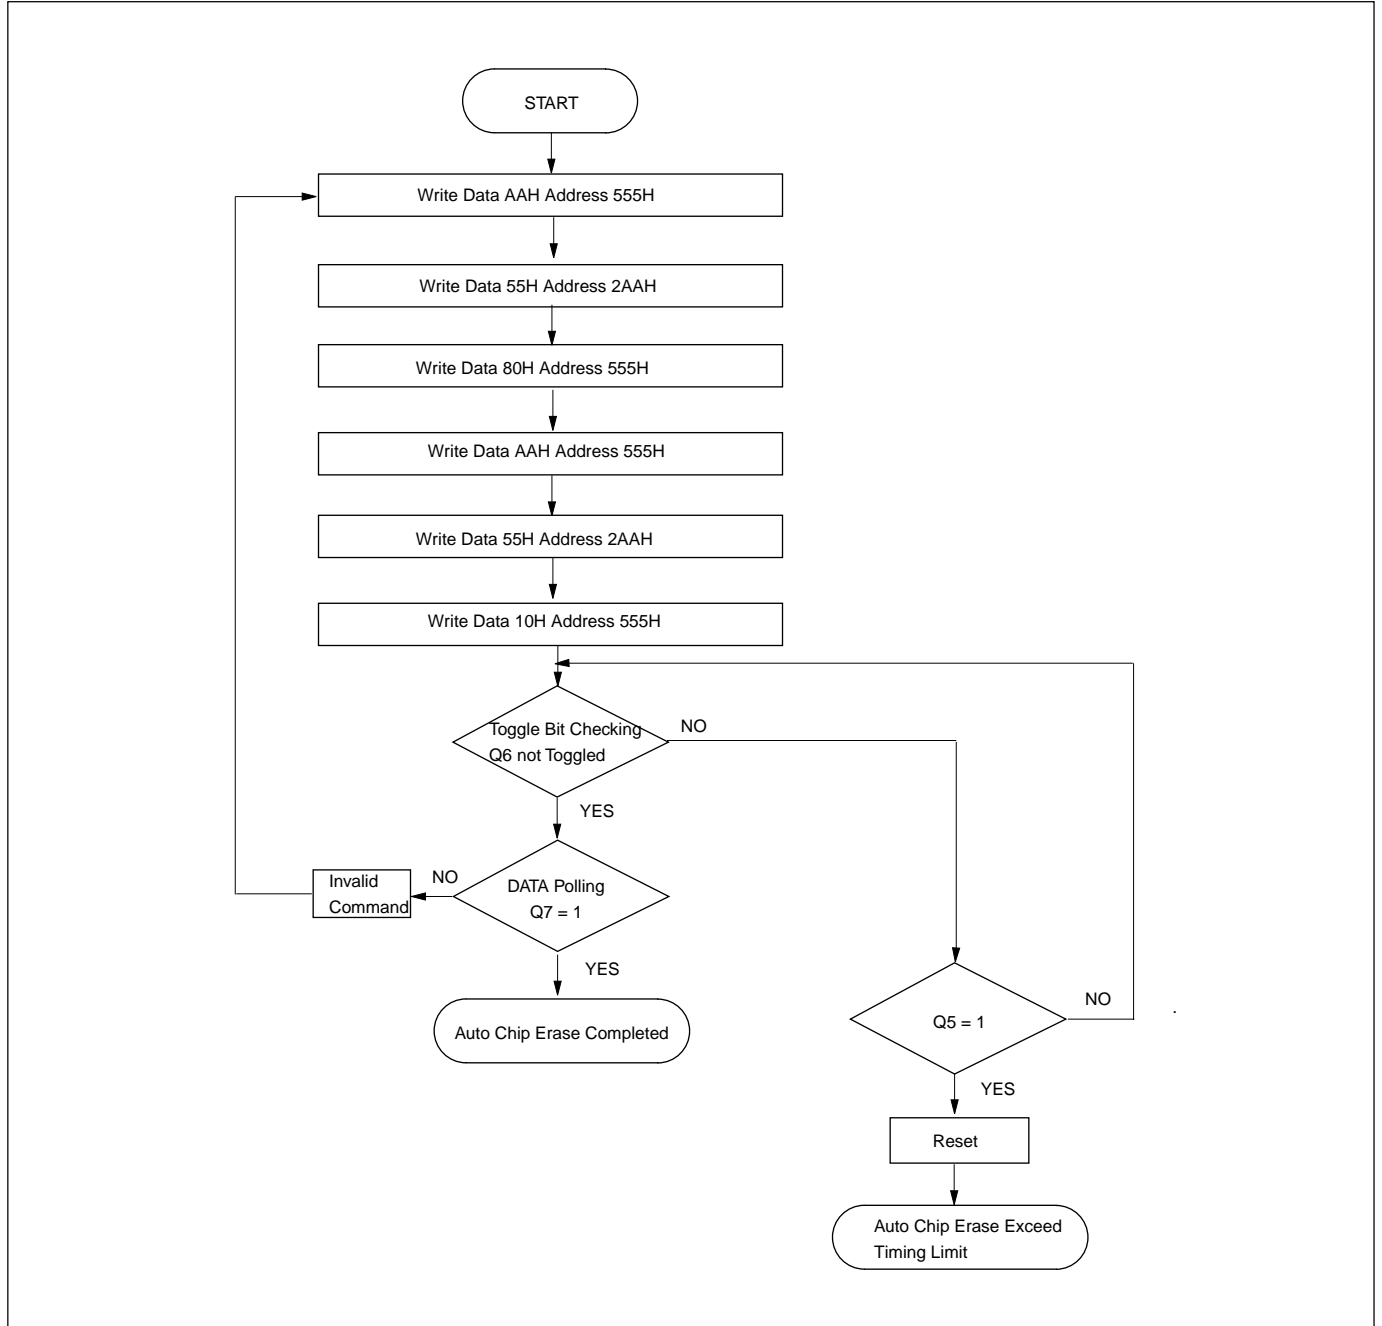 START
Write Data AAH Address 555H
Write Data 55H Address 2AAH
Write Data 80H Address 555H
Write Data AAH Address 555H
Write Data 55H Address 2AAH
Write Data 10H Address 555H
Toggle Bit Checking
Q6 not Toggled
NO
YES
DATA Polling
Q7 = 1
NO
Invalid
Command
YES
Auto Chip Erase Completed
Q5 = 1
NO
YES
Reset
Auto Chip Erase Exceed
Timing Limit